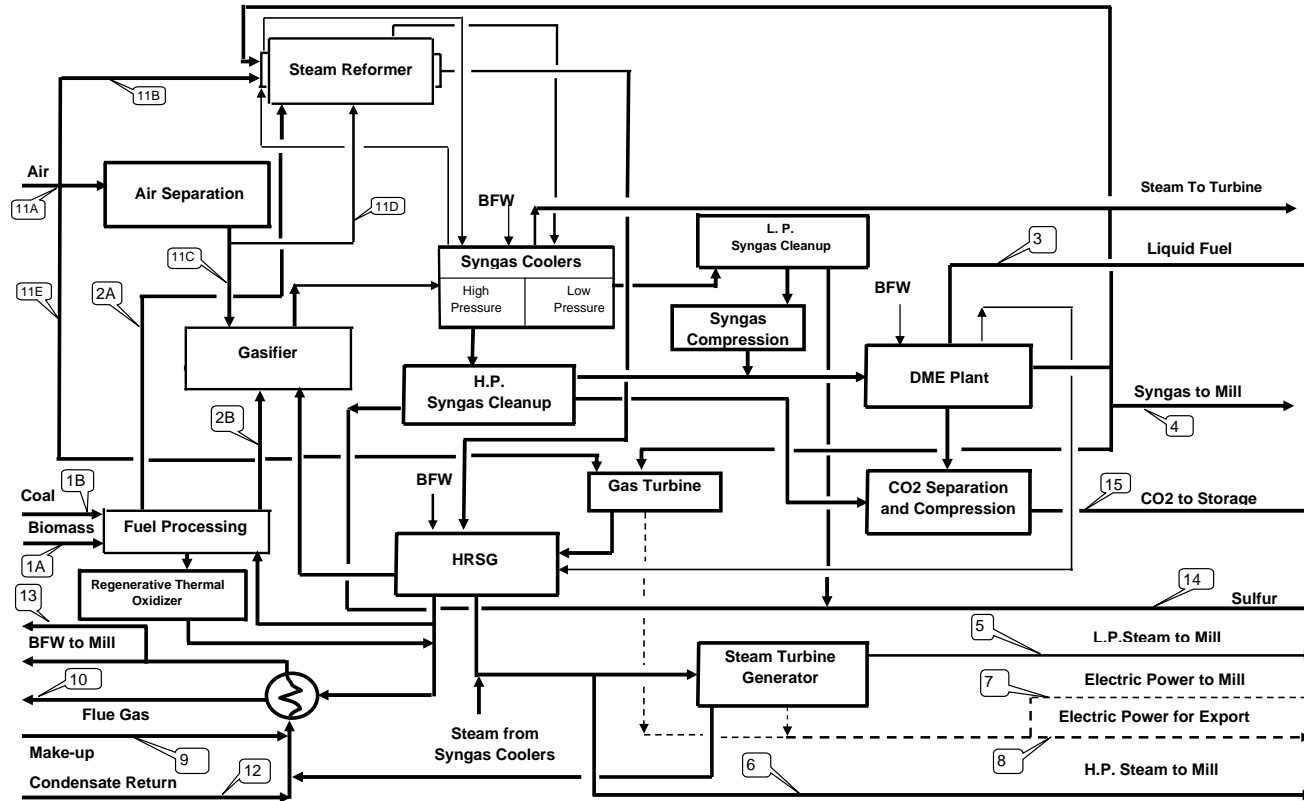 Steam Reformer
11B
Air
Air Separation
11A
11D
BFW
Steam To Turbine
L. P.
Syngas Cleanup
3
11C
Syngas Coolers
Liquid Fuel
11E
2A
High
Pressure
Low
Pressure
BFW
Syngas
Compression
Gasifier
DME Plant
H.P.
Syngas Cleanup
Syngas to Mill
2B
4
1B
BFW
Gas Turbine
CO2 Separation
and Compression
15
CO2 to Storage
Coal
Biomass
Fuel Processing
1A
HRSG
Regenerative Thermal
Oxidizer
13
14
Sulfur
BFW to Mill
5
L.P.Steam to Mill
Steam Turbine
Generator
10
7
Electric Power to Mill
Flue Gas
Electric Power for Export
Steam from
Syngas Coolers
Make-up
9
8
6
H.P. Steam to Mill
Condensate Return
12